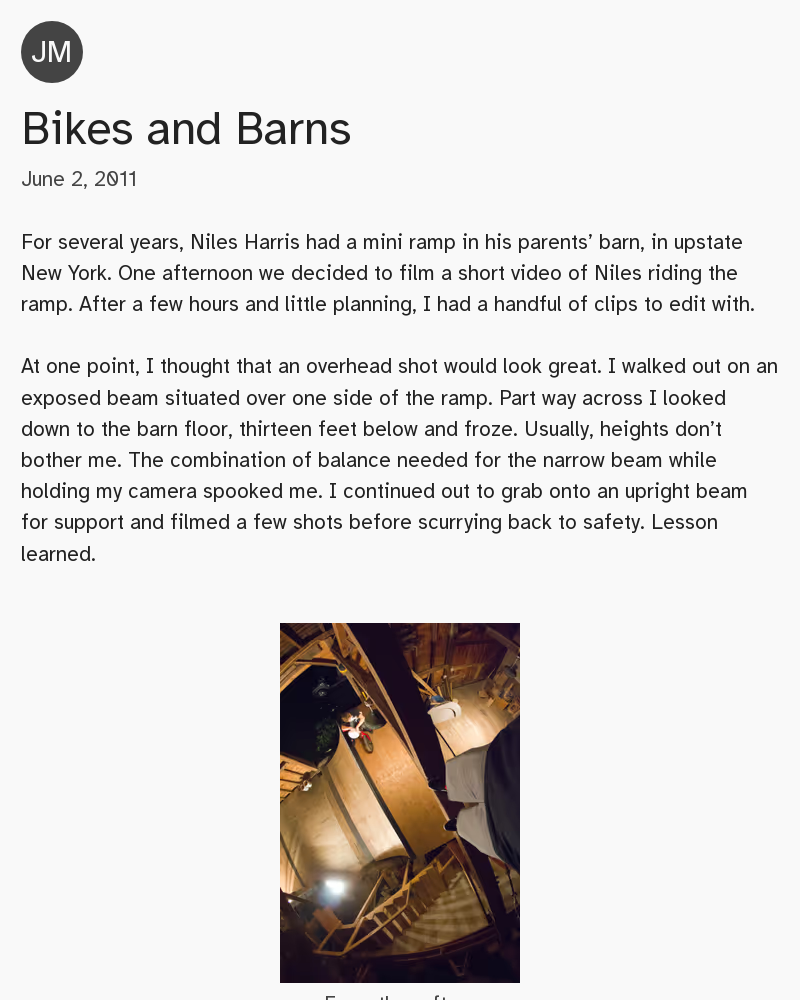 JM
Bikes and Barns
June 2, 2011
For several years, Niles Harris had a mini ramp in his parents’ barn, in upstate
New York. One afternoon we decided to film a short video of Niles riding the
ramp. After a few hours and little planning, I had a handful of clips to edit with.
At one point, I thought that an overhead shot would look great. I walked out on an
exposed beam situated over one side of the ramp. Part way across I looked
down to the barn floor, thirteen feet below and froze. Usually, heights don’t
bother me. The combination of balance needed for the narrow beam while
holding my camera spooked me. I continued out to grab onto an upright beam
for support and filmed a few shots before scurrying back to safety. Lesson
learned.